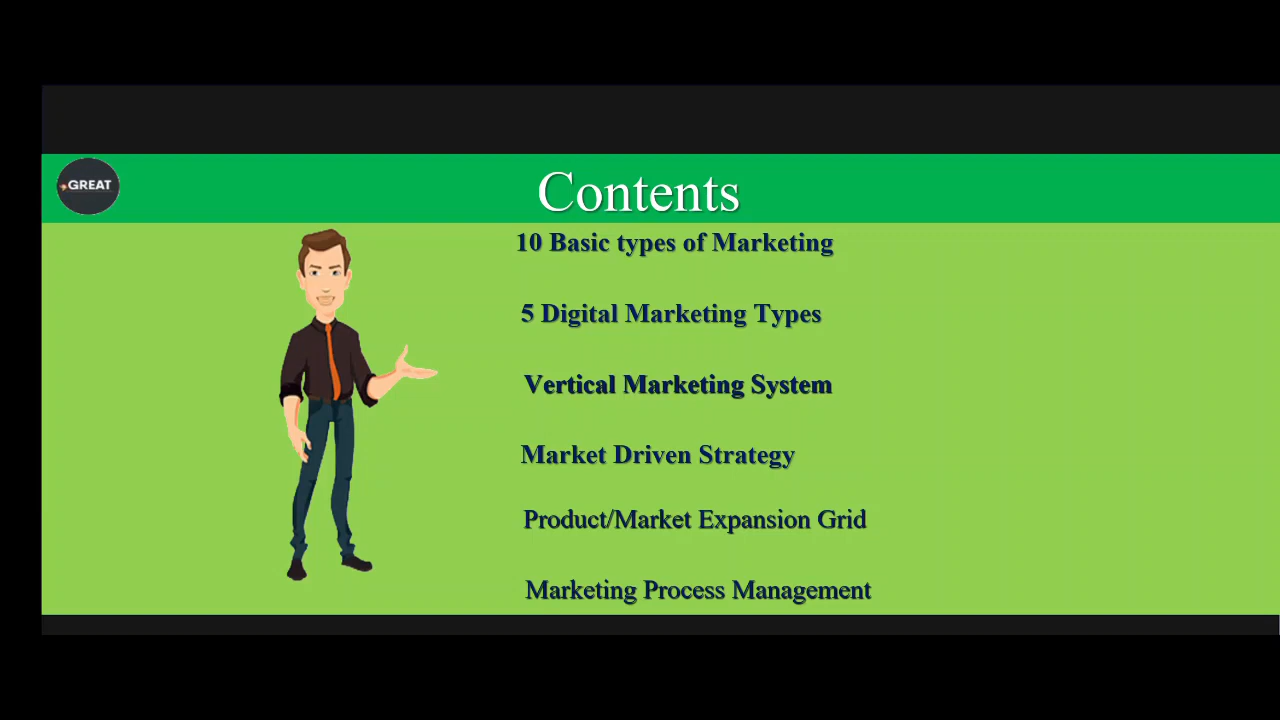 GREAT
Contents
10 Basic types of Marketing
5 Digital Marketing Types
Vertical Marketing System
Market Driven Strategy
Product/Market Expansion Grid
Marketing Process Management